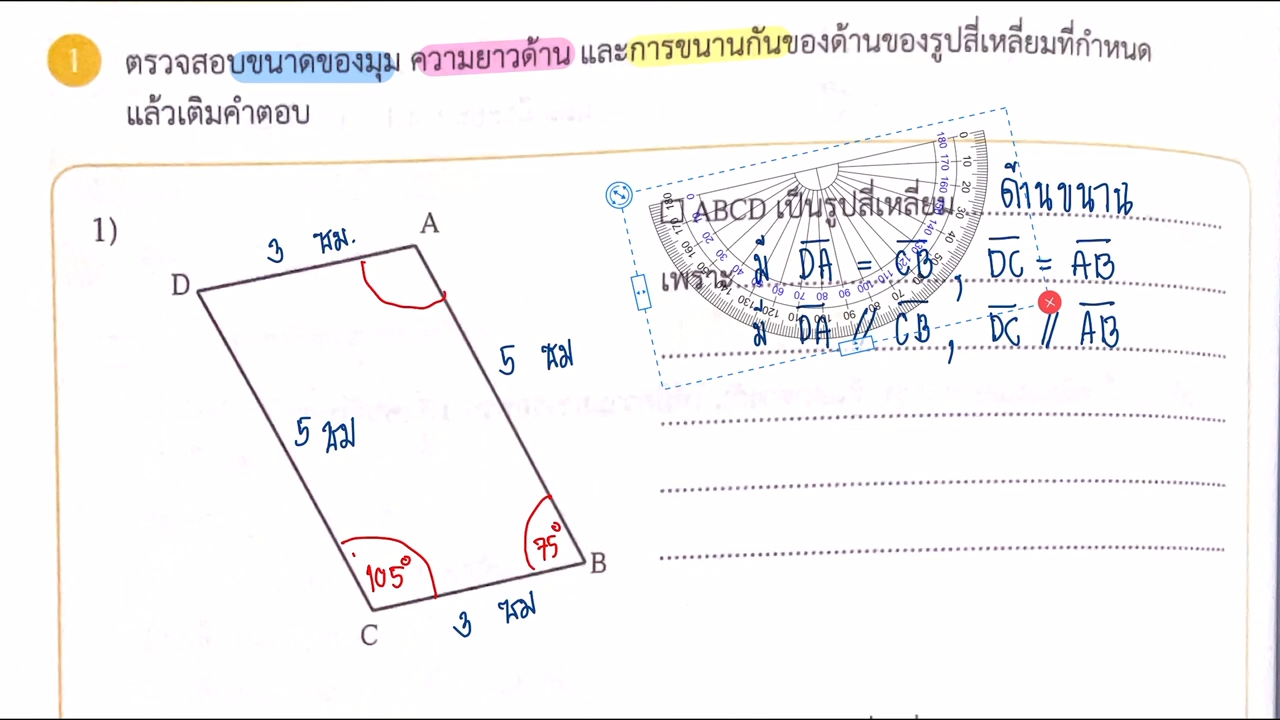 1 ตรวจสอบขนาดของมุม ความยาวด้าน และการขนานกันของด้านของรูปสี่เหลี่ยมที่กำหนด
แล้วเติมคำตอบ
1)
A
3 ซม.
D
5 ซม
5 ซม
105°
75°
B
3 ซม
C
□ ABCD เป็นรูปสี่เหลี่ยม ด้านขนาน
เพราะ มี DA = CB , DC = AB
มี DA // CB , DC // AB